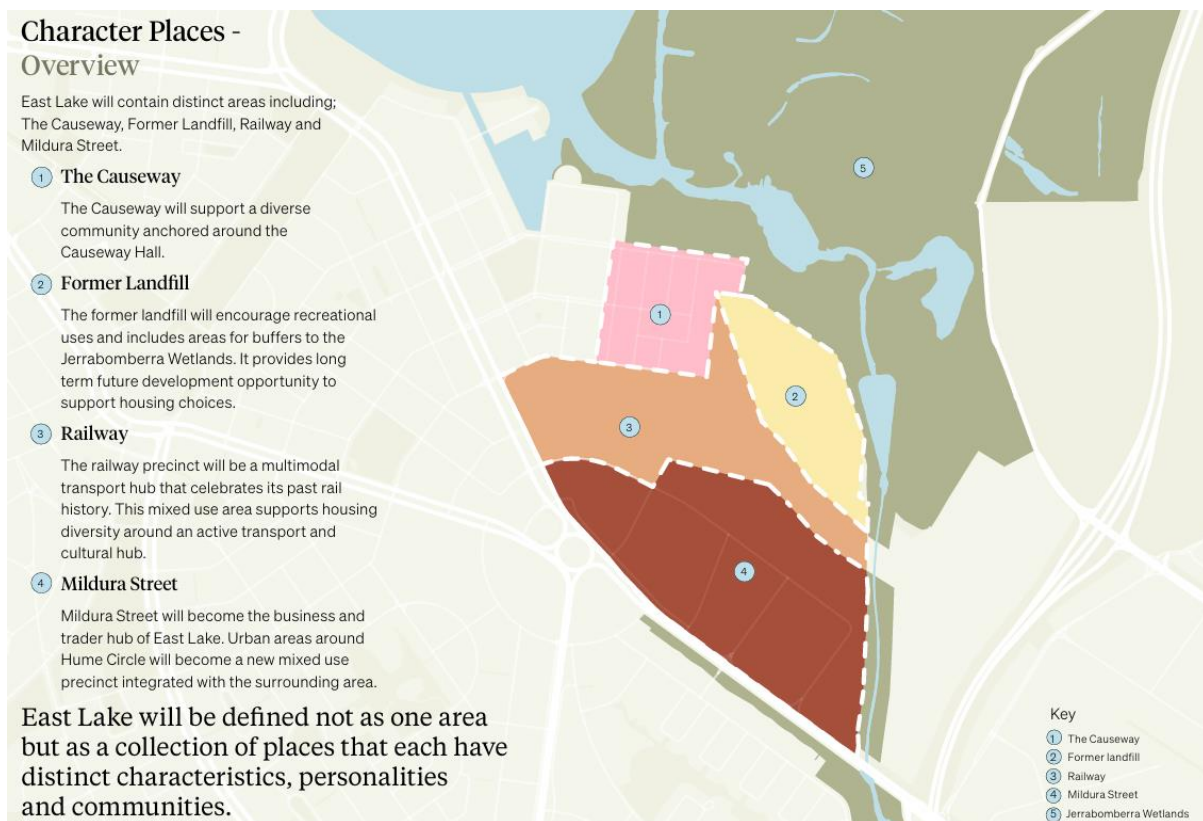 Character Places -
Overview
East Lake will contain distinct areas including;
The Causeway, Former Landfill, Railway and
Mildura Street.
1 The Causeway
The Causeway will support a diverse
community anchored around the
Causeway Hall.
2 Former Landfill
The former landfill will encourage recreational
uses and includes areas for buffers to the
Jerrabomberra Wetlands. It provides long
term future development opportunity to
support housing choices.
3 Railway
The railway precinct will be a multimodal
transport hub that celebrates its past rail
history. This mixed use area supports housing
diversity around an active transport and
cultural hub.
4 Mildura Street
Mildura Street will become the business and
trader hub of East Lake. Urban areas around
Hume Circle will become a new mixed use
precinct integrated with the surrounding area.
East Lake will be defined not as one area
but as a collection of places that each have
distinct characteristics, personalities
and communities.
5
1
2
3
4
Key
1 The Causeway
2 Former landfill
3 Railway
4 Mildura Street
5 Jerrabomberra Wetlands